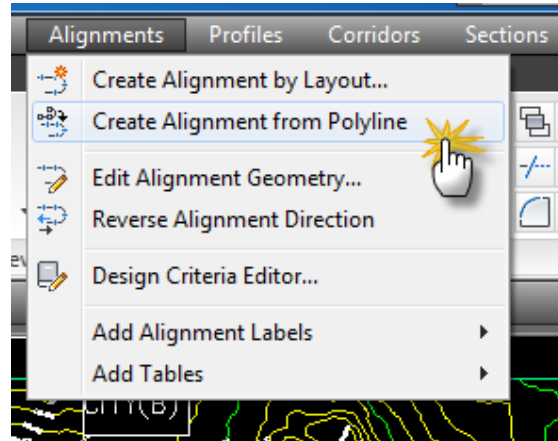 Alignments Profiles Corridors Sections
Create Alignment by Layout...
Create Alignment from Polyline
Edit Alignment Geometry...
Reverse Alignment Direction
Design Criteria Editor...
Add Alignment Labels
Add Tables